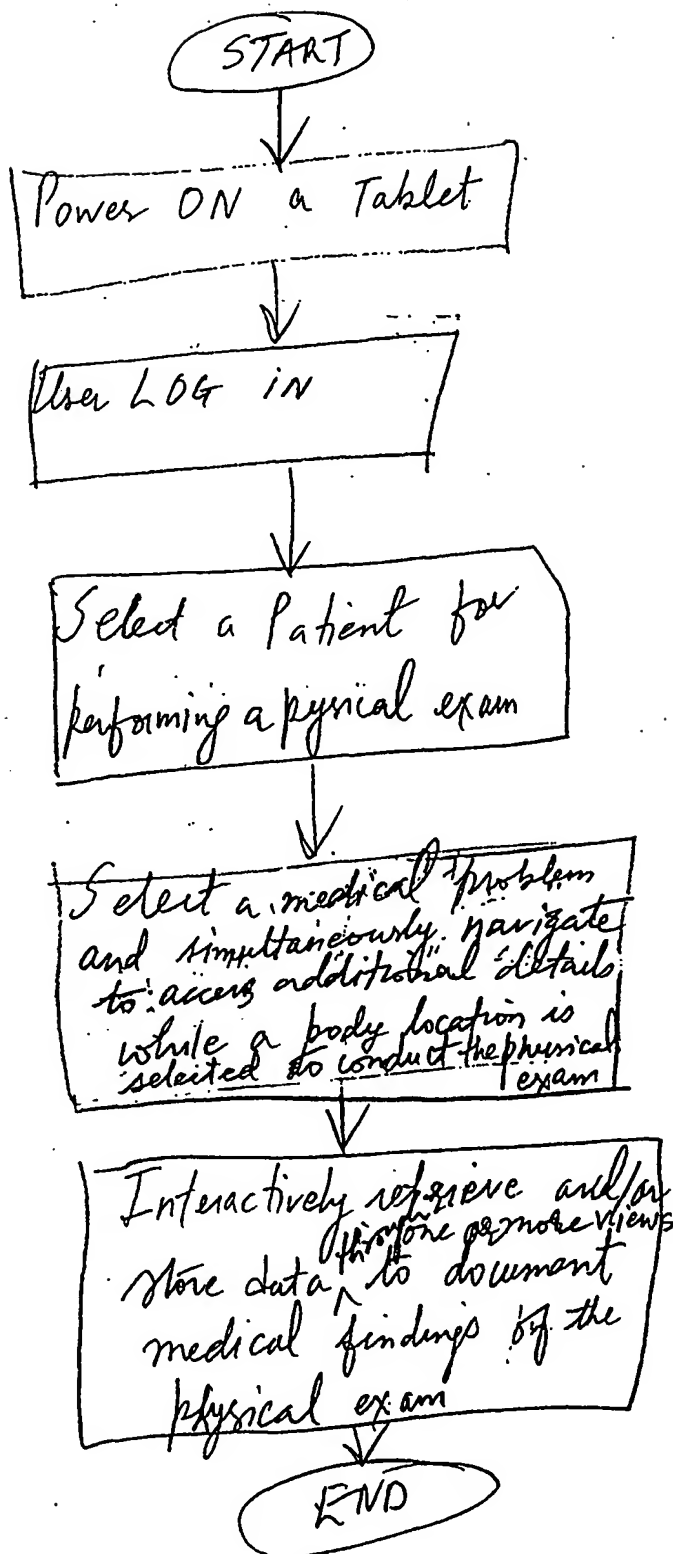 START
Power ON a Tablet
User LOG iN
Select a Patient for
performing a pysical exam
Select a medical problem
and simultaneously navigate
to access additional details
while a body location is
selected to conduct the physical
exam
Interactively retrieve and/or
through one or more views
store data ^ to document
medical findings of the
physical exam
END